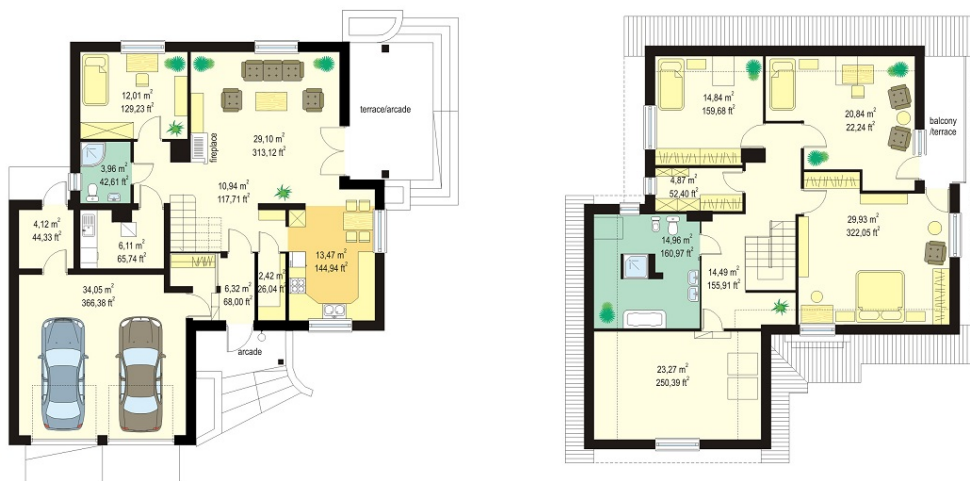 12,01 m²
129,23 ft²
fireplace
29,10 m²
313,12 ft²
terrace/arcade
3,96 m²
42,61 ft²
10,94 m²
117,71 ft²
4,12 m²
44,33 ft²
6,11 m²
65,74 ft²
13,47 m²
144,94 ft²
2,42 m²
26,04 ft²
6,32 m²
68,00 ft²
34,05 m²
366,38 ft²
arcade
14,84 m²
159,68 ft²
20,84 m²
22,24 ft²
balcony
/terrace
4,87 m²
52,40 ft²
29,93 m²
322,05 ft²
14,96 m²
160,97 ft²
14,49 m²
155,91 ft²
23,27 m²
250,39 ft²